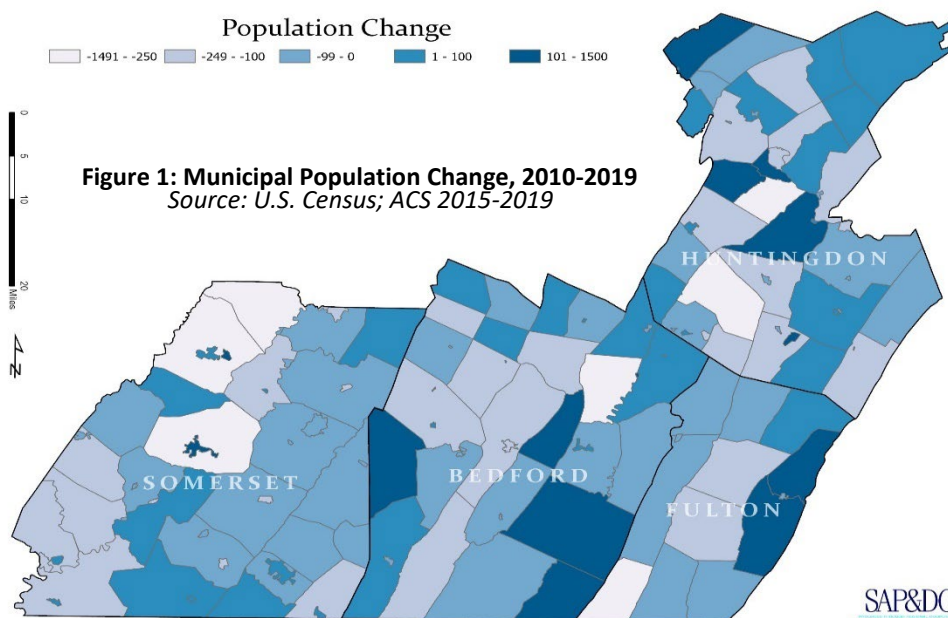 Population Change
-1491 - -250
-249 - -100
-99 - 0
1 - 100
101 - 1500
Figure 1: Municipal Population Change, 2010-2019
Source: U.S. Census; ACS 2015-2019
0
5
10
20
Miles
N
HUNTINGDON
SOMERSET
BEDFORD
FULTON
SAP&DC